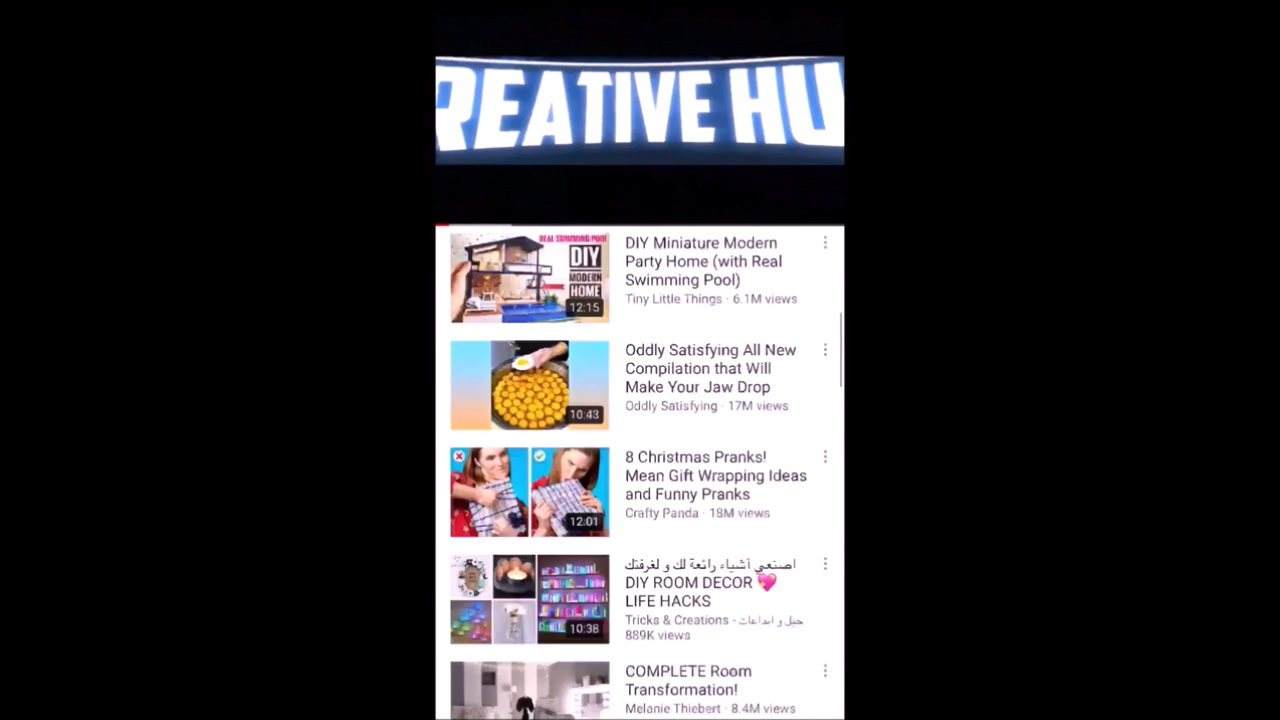 REATIVE HU
REAL SWIMMING POOL
DIY
MODERN
HOME
12:15
DIY Miniature Modern
Party Home (with Real
Swimming Pool)
Tiny Little Things · 6.1M views
10:43
Oddly Satisfying All New
Compilation that Will
Make Your Jaw Drop
Oddly Satisfying · 17M views
12:01
8 Christmas Pranks!
Mean Gift Wrapping Ideas
and Funny Pranks
Crafty Panda · 18M views
10:38
اصنعي أشياء رائعة لك و لغرفتك
DIY ROOM DECOR 💖
LIFE HACKS
Tricks & Creations - حيل و ابداعات
889K views
COMPLETE Room
Transformation!
Melanie Thiebert · 8.4M views